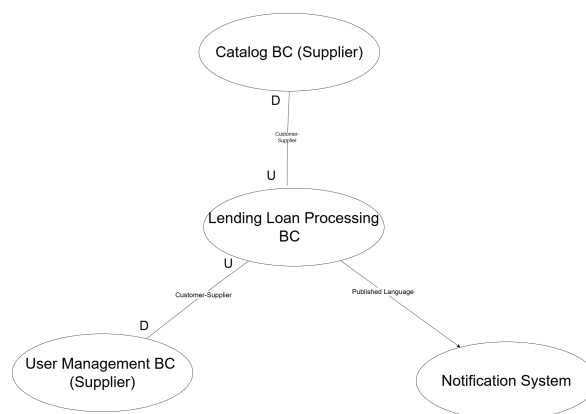 Catalog BC (Supplier)
D
Customer-
Supplier
U
Lending Loan Processing
BC
U
Customer-Supplier
Published Language
D
User Management BC
(Supplier)
Notification System